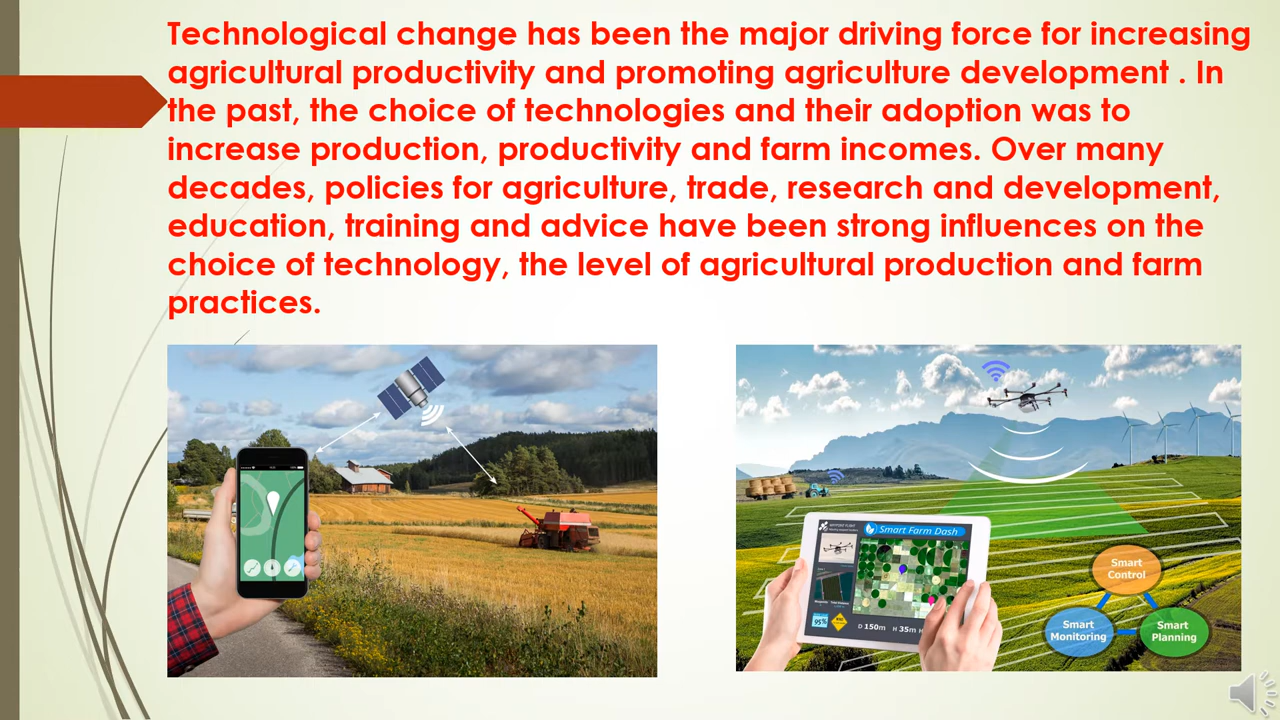 Technological change has been the major driving force for increasing
agricultural productivity and promoting agriculture development . In
the past, the choice of technologies and their adoption was to
increase production, productivity and farm incomes. Over many
decades, policies for agriculture, trade, research and development,
education, training and advice have been strong influences on the
choice of technology, the level of agricultural production and farm
practices.
Smart Farm Dash
95%
D 150m H 35m H
Smart
Control
Smart
Monitoring
Smart
Planning